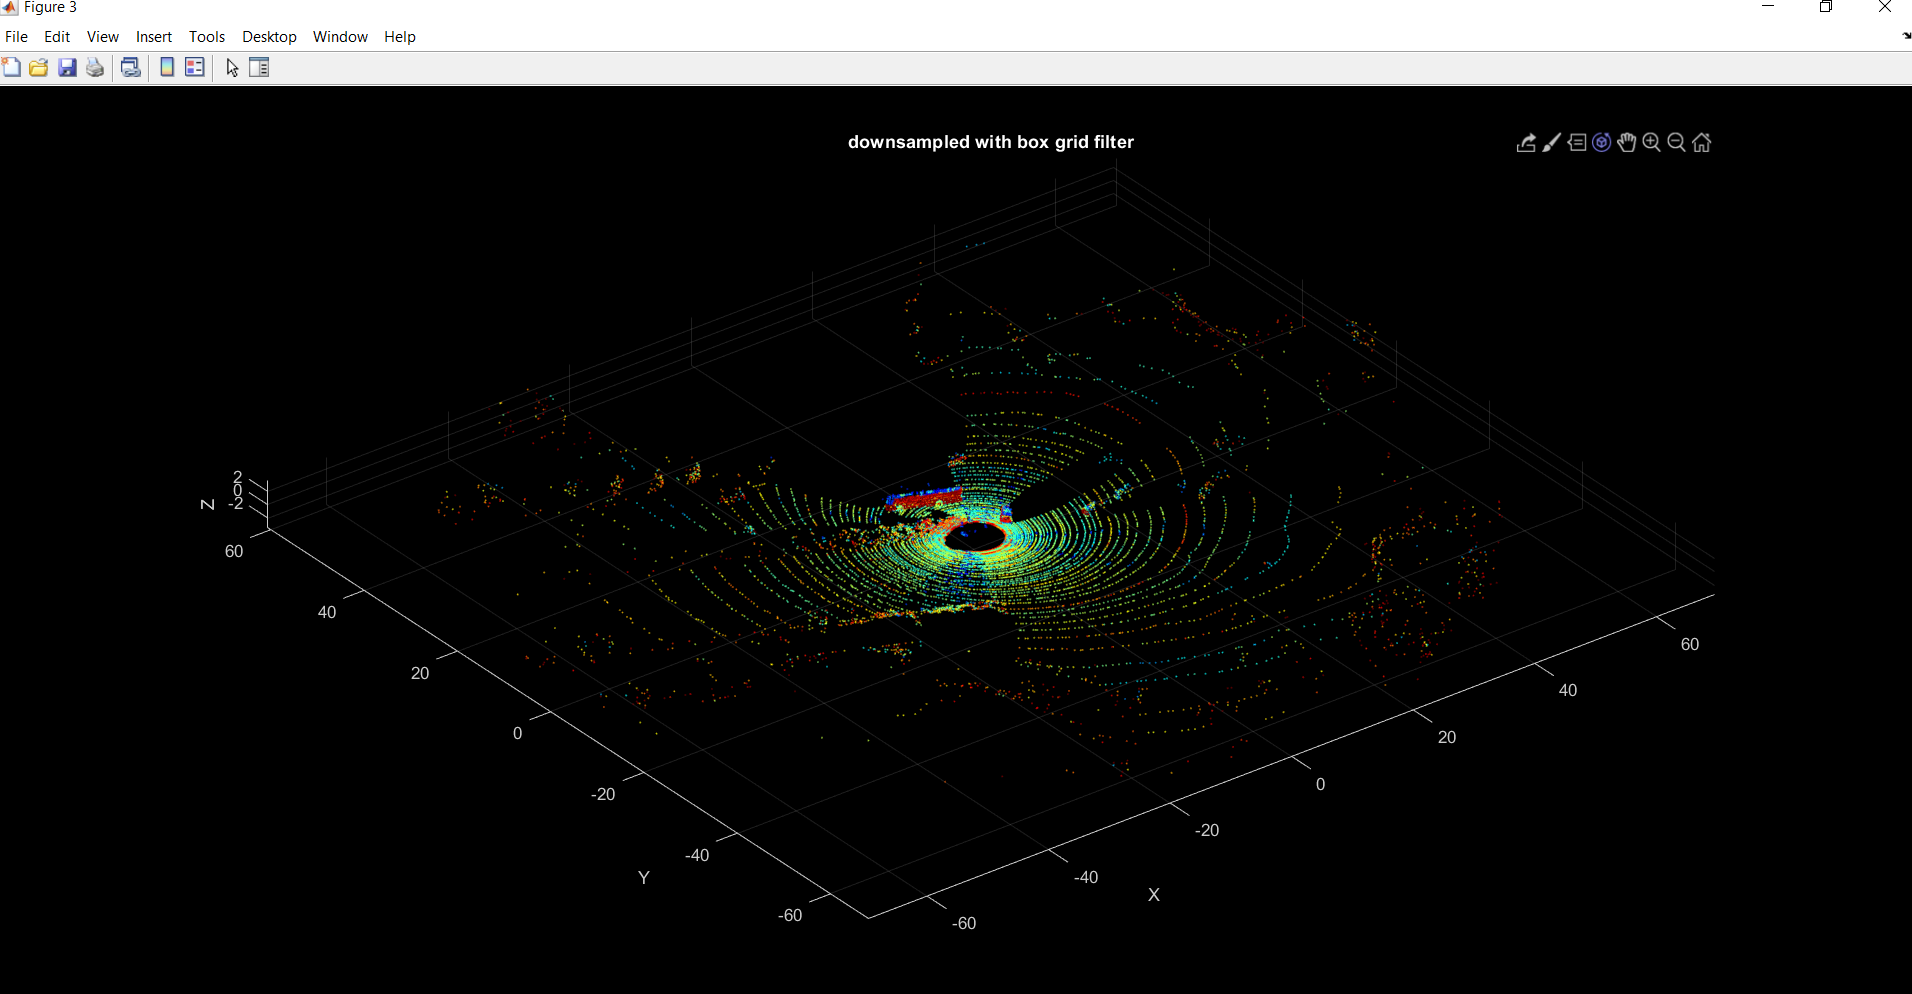 Figure 3
File Edit View Insert Tools Desktop Window Help
downsampled with box grid filter
2
0
-2
Z
60
40
20
0
-20
-40
-60
Y
60
40
20
0
-20
-40
-60
X